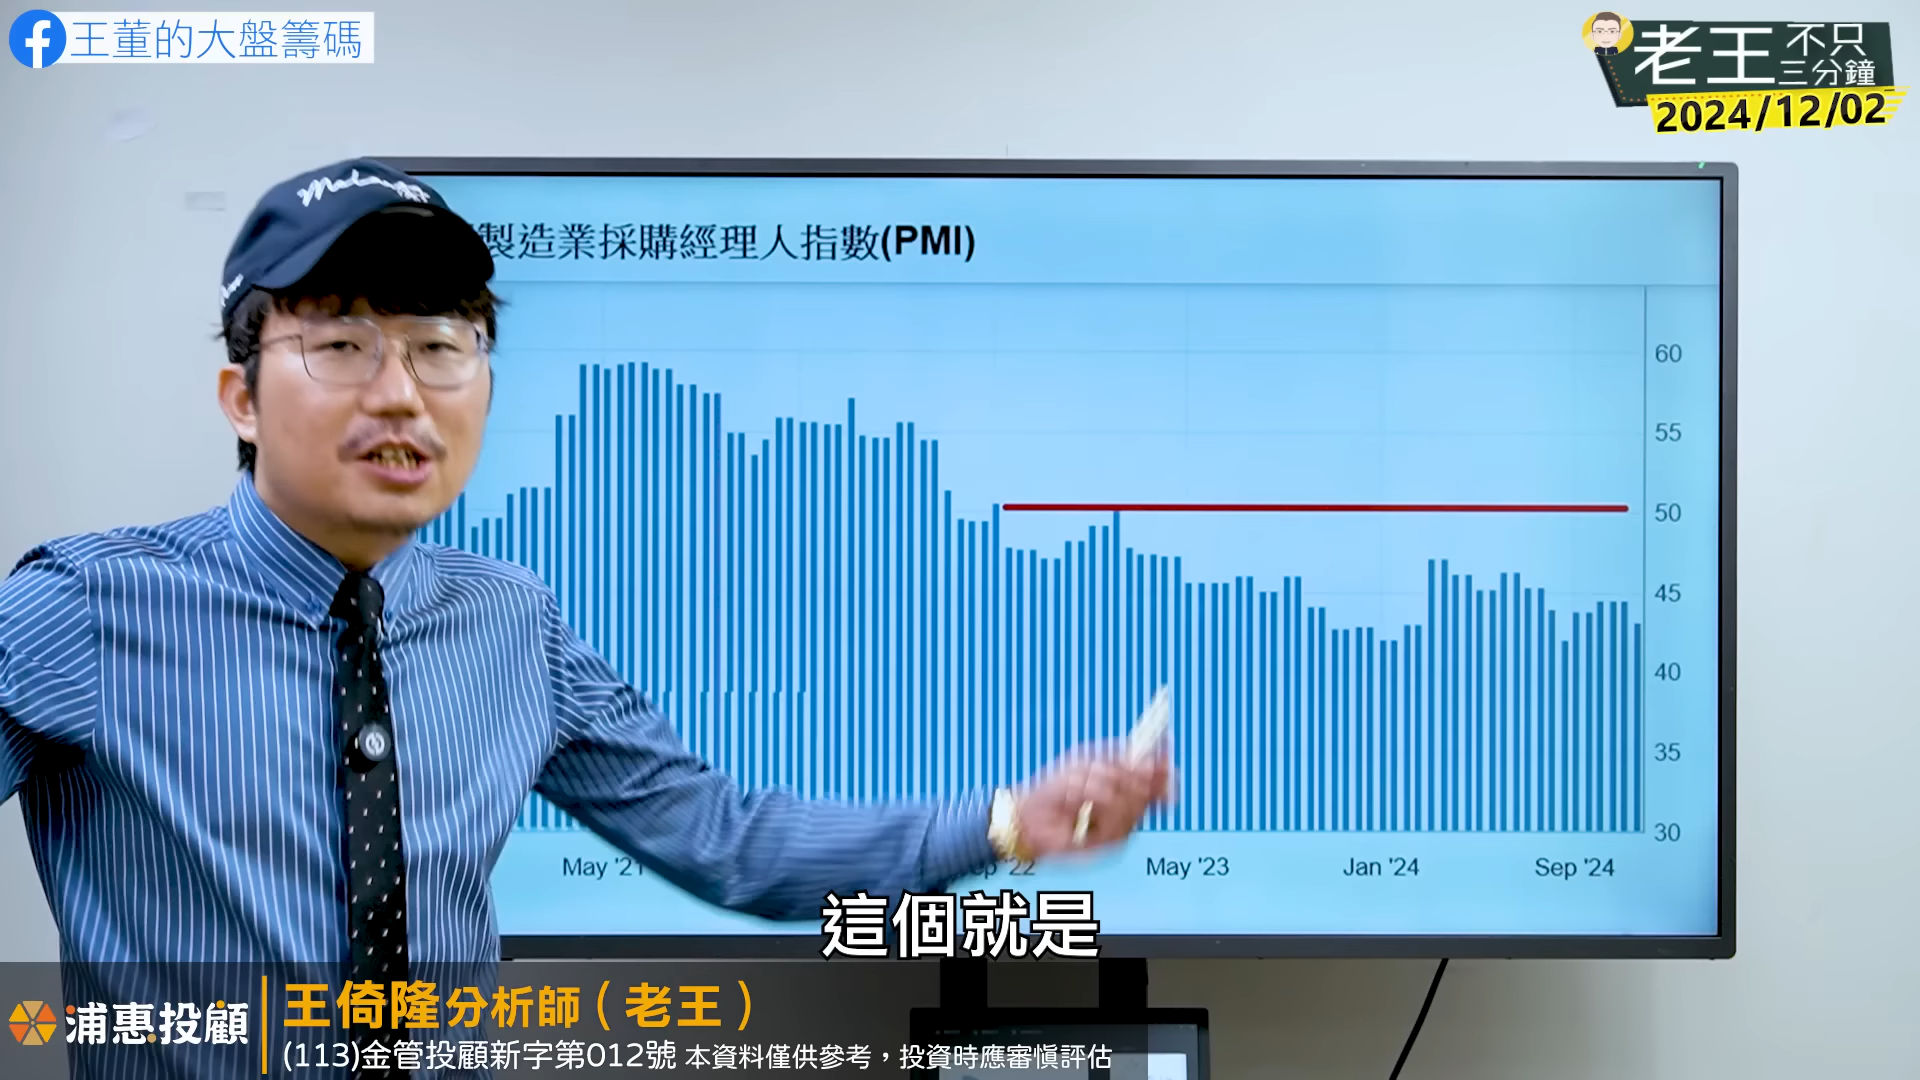 王董的大盤籌碼
老王不只三分鐘
2024/12/02
製造業採購經理人指數(PMI)
60
55
50
45
40
35
30
May '21
'22
May '23
Jan '24
Sep '24
這個就是
浦惠投顧
王倚隆分析師(老王)
(113)金管投顧新字第012號 本資料僅供參考,投資時應審慎評估